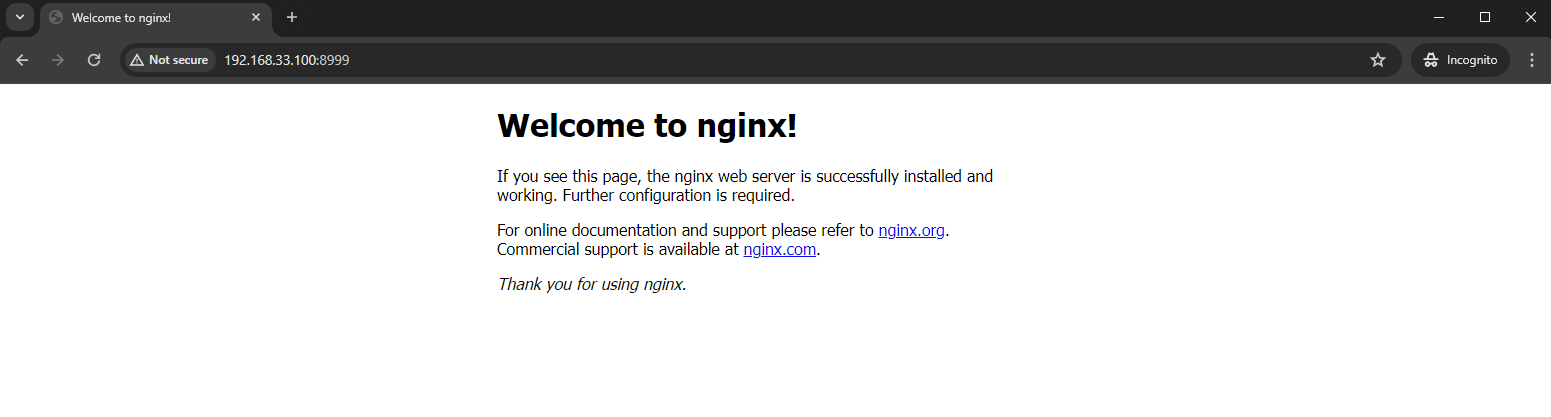 Welcome to nginx!
Not secure
192.168.33.100:8999
Incognito
Welcome to nginx!
If you see this page, the nginx web server is successfully installed and
working. Further configuration is required.
For online documentation and support please refer to nginx.org.
Commercial support is available at nginx.com.
Thank you for using nginx.